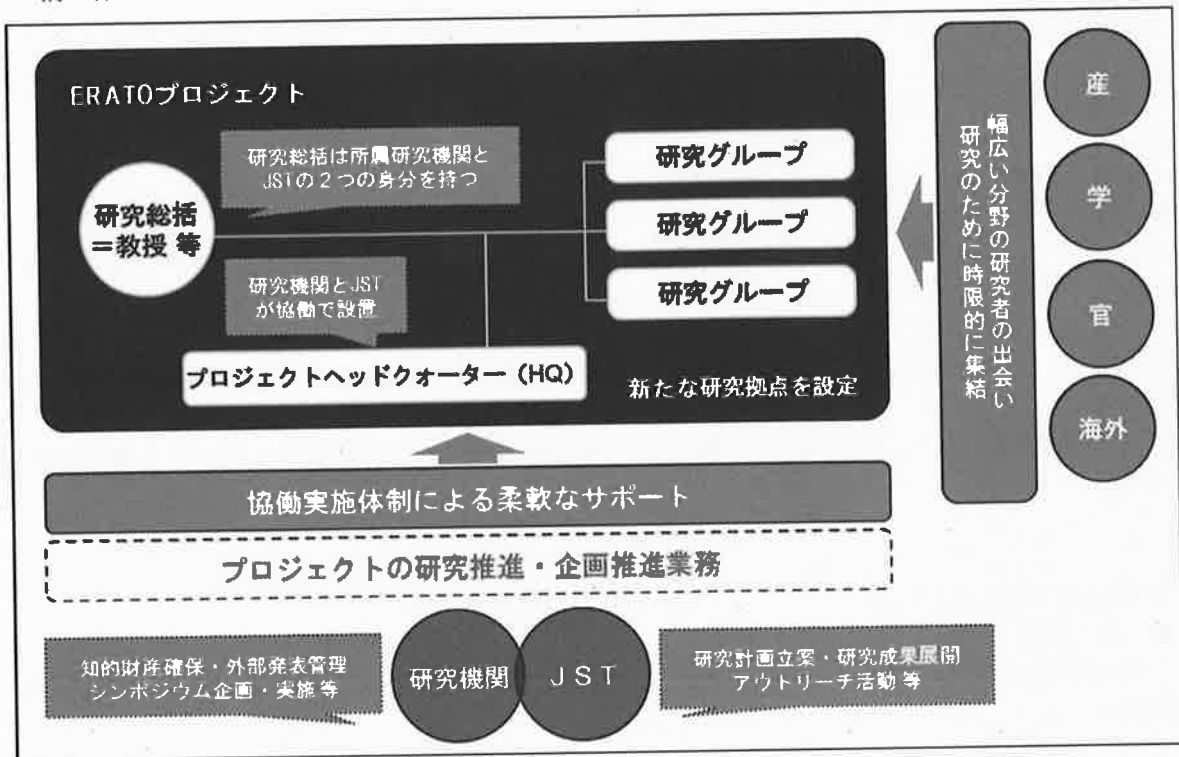 ERATOプロジェクト
研究総括は所属研究機関と
JSTの2つの身分を持つ
研究総括
=教授 等
研究グループ
研究グループ
研究グループ
研究機関とJST
が協働で設置
プロジェクトヘッドクォーター (HQ)
新たな研究拠点を設定
幅広い分野の研究者の出会い
研究のために時限的に集結
産
学
官
海外
協働実施体制による柔軟なサポート
プロジェクトの研究推進・企画推進業務
知的財産確保・外部発表管理
シンポジウム企画・実施 等
研究機関
JST
研究計画立案・研究成果展開
アウトリーチ活動 等